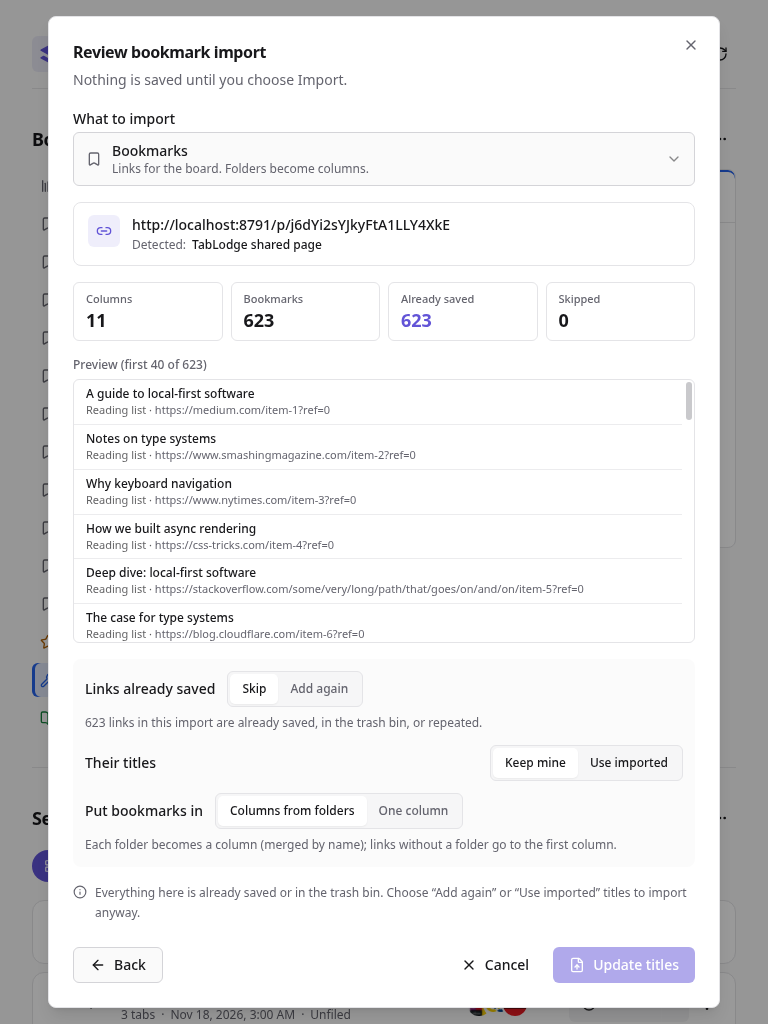 Review bookmark import
Nothing is saved until you choose Import.
What to import
Bookmarks
Links for the board. Folders become columns.
http://localhost:8791/p/j6dYi2sYJkyFtA1LLY4XkE
Detected: TabLodge shared page
Columns
11
Bookmarks
623
Already saved
623
Skipped
0
Preview (first 40 of 623)
A guide to local-first software
Reading list · https://medium.com/item-1?ref=0
Notes on type systems
Reading list · https://www.smashingmagazine.com/item-2?ref=0
Why keyboard navigation
Reading list · https://www.nytimes.com/item-3?ref=0
How we built async rendering
Reading list · https://css-tricks.com/item-4?ref=0
Deep dive: local-first software
Reading list · https://stackoverflow.com/some/very/long/path/that/goes/on/and/on/item-5?ref=0
The case for type systems
Reading list · https://blog.cloudflare.com/item-6?ref=0
Links already saved Skip Add again
623 links in this import are already saved, in the trash bin, or repeated.
Their titles Keep mine Use imported
Put bookmarks in Columns from folders One column
Each folder becomes a column (merged by name); links without a folder go to the first column.
Everything here is already saved or in the trash bin. Choose “Add again” or “Use imported” titles to import
anyway.
Back Cancel Update titles
3 tabs · Nov 18, 2026, 3:00 AM · Unfiled